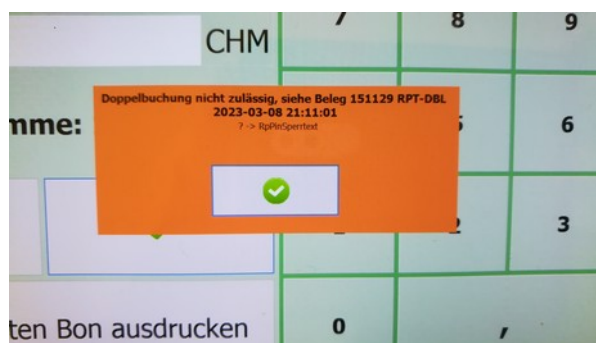 CHM
7 8 9
Doppelbuchung nicht zulässig, siehe Beleg 151129 RPT-DBL
2023-03-08 21:11:01
? -> RpPinSperrtext
mme:
6
3
ten Bon ausdrucken
0 ,